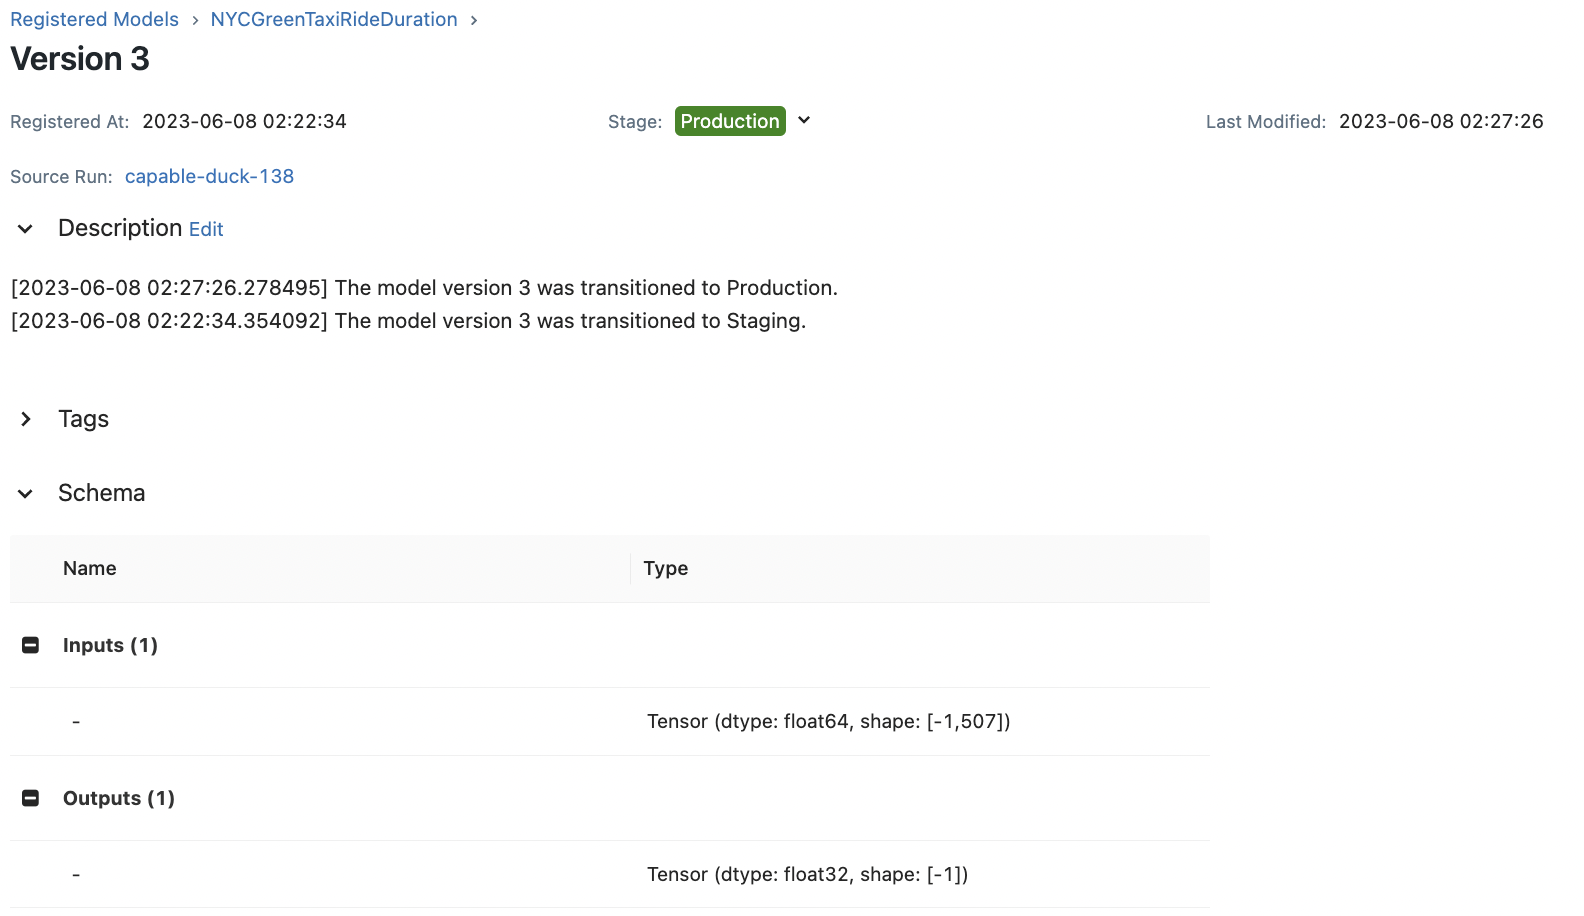 Registered Models › NYCGreenTaxiRideDuration ›
Version 3
Registered At: 2023-06-08 02:22:34 Stage: Production Last Modified: 2023-06-08 02:27:26
Source Run: capable-duck-138
Description Edit
[2023-06-08 02:27:26.278495] The model version 3 was transitioned to Production.
[2023-06-08 02:22:34.354092] The model version 3 was transitioned to Staging.
Tags
Schema
Name Type
Inputs (1)
- Tensor (dtype: float64, shape: [-1,507])
Outputs (1)
- Tensor (dtype: float32, shape: [-1])